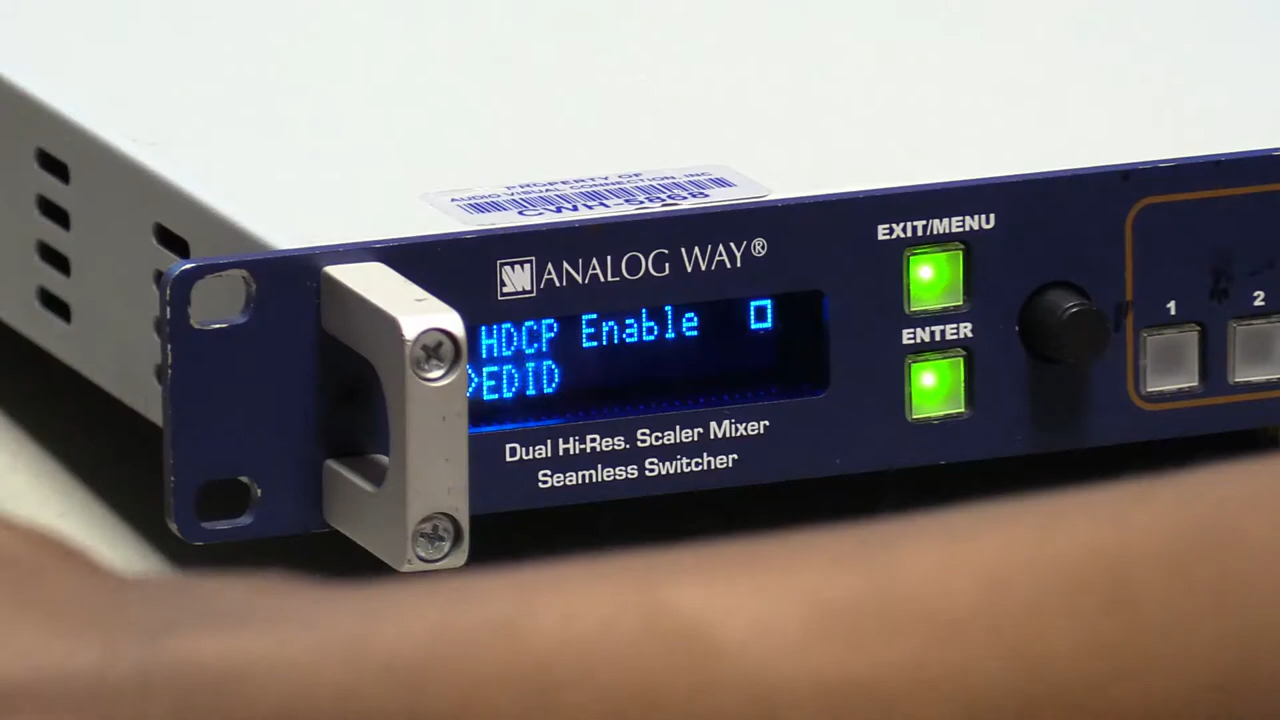 PROPERTY OF
AUDIO VISUAL CONNECTION, INC
CWH-5868
ANALOG WAY®
HDCP Enable
>EDID
Dual Hi-Res. Scaler Mixer
Seamless Switcher
EXIT/MENU
ENTER
1
2